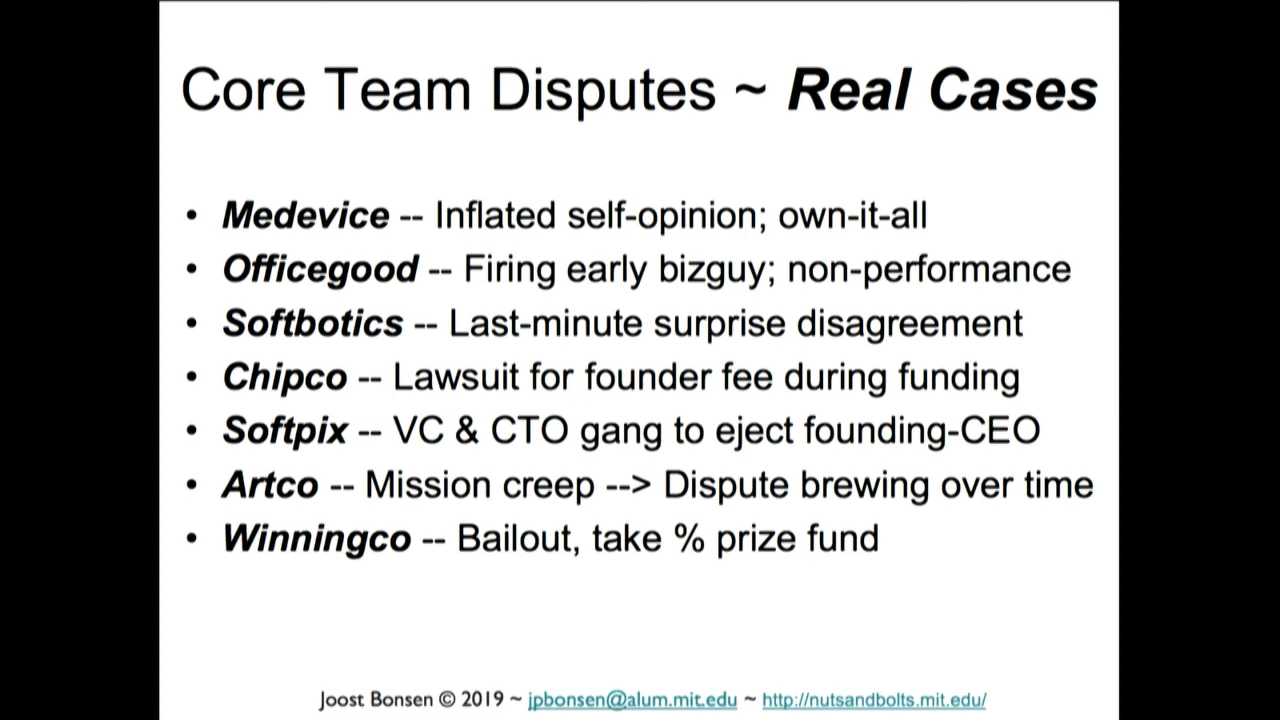 Core Team Disputes ~ Real Cases
• Medevice -- Inflated self-opinion; own-it-all
• Officegood -- Firing early bizguy; non-performance
• Softbotics -- Last-minute surprise disagreement
• Chipco -- Lawsuit for founder fee during funding
• Softpix -- VC & CTO gang to eject founding-CEO
• Artco -- Mission creep --> Dispute brewing over time
• Winningco -- Bailout, take % prize fund
Joost Bonsen © 2019 ~ jpbonsen@alum.mit.edu ~ http://nutsandbolts.mit.edu/